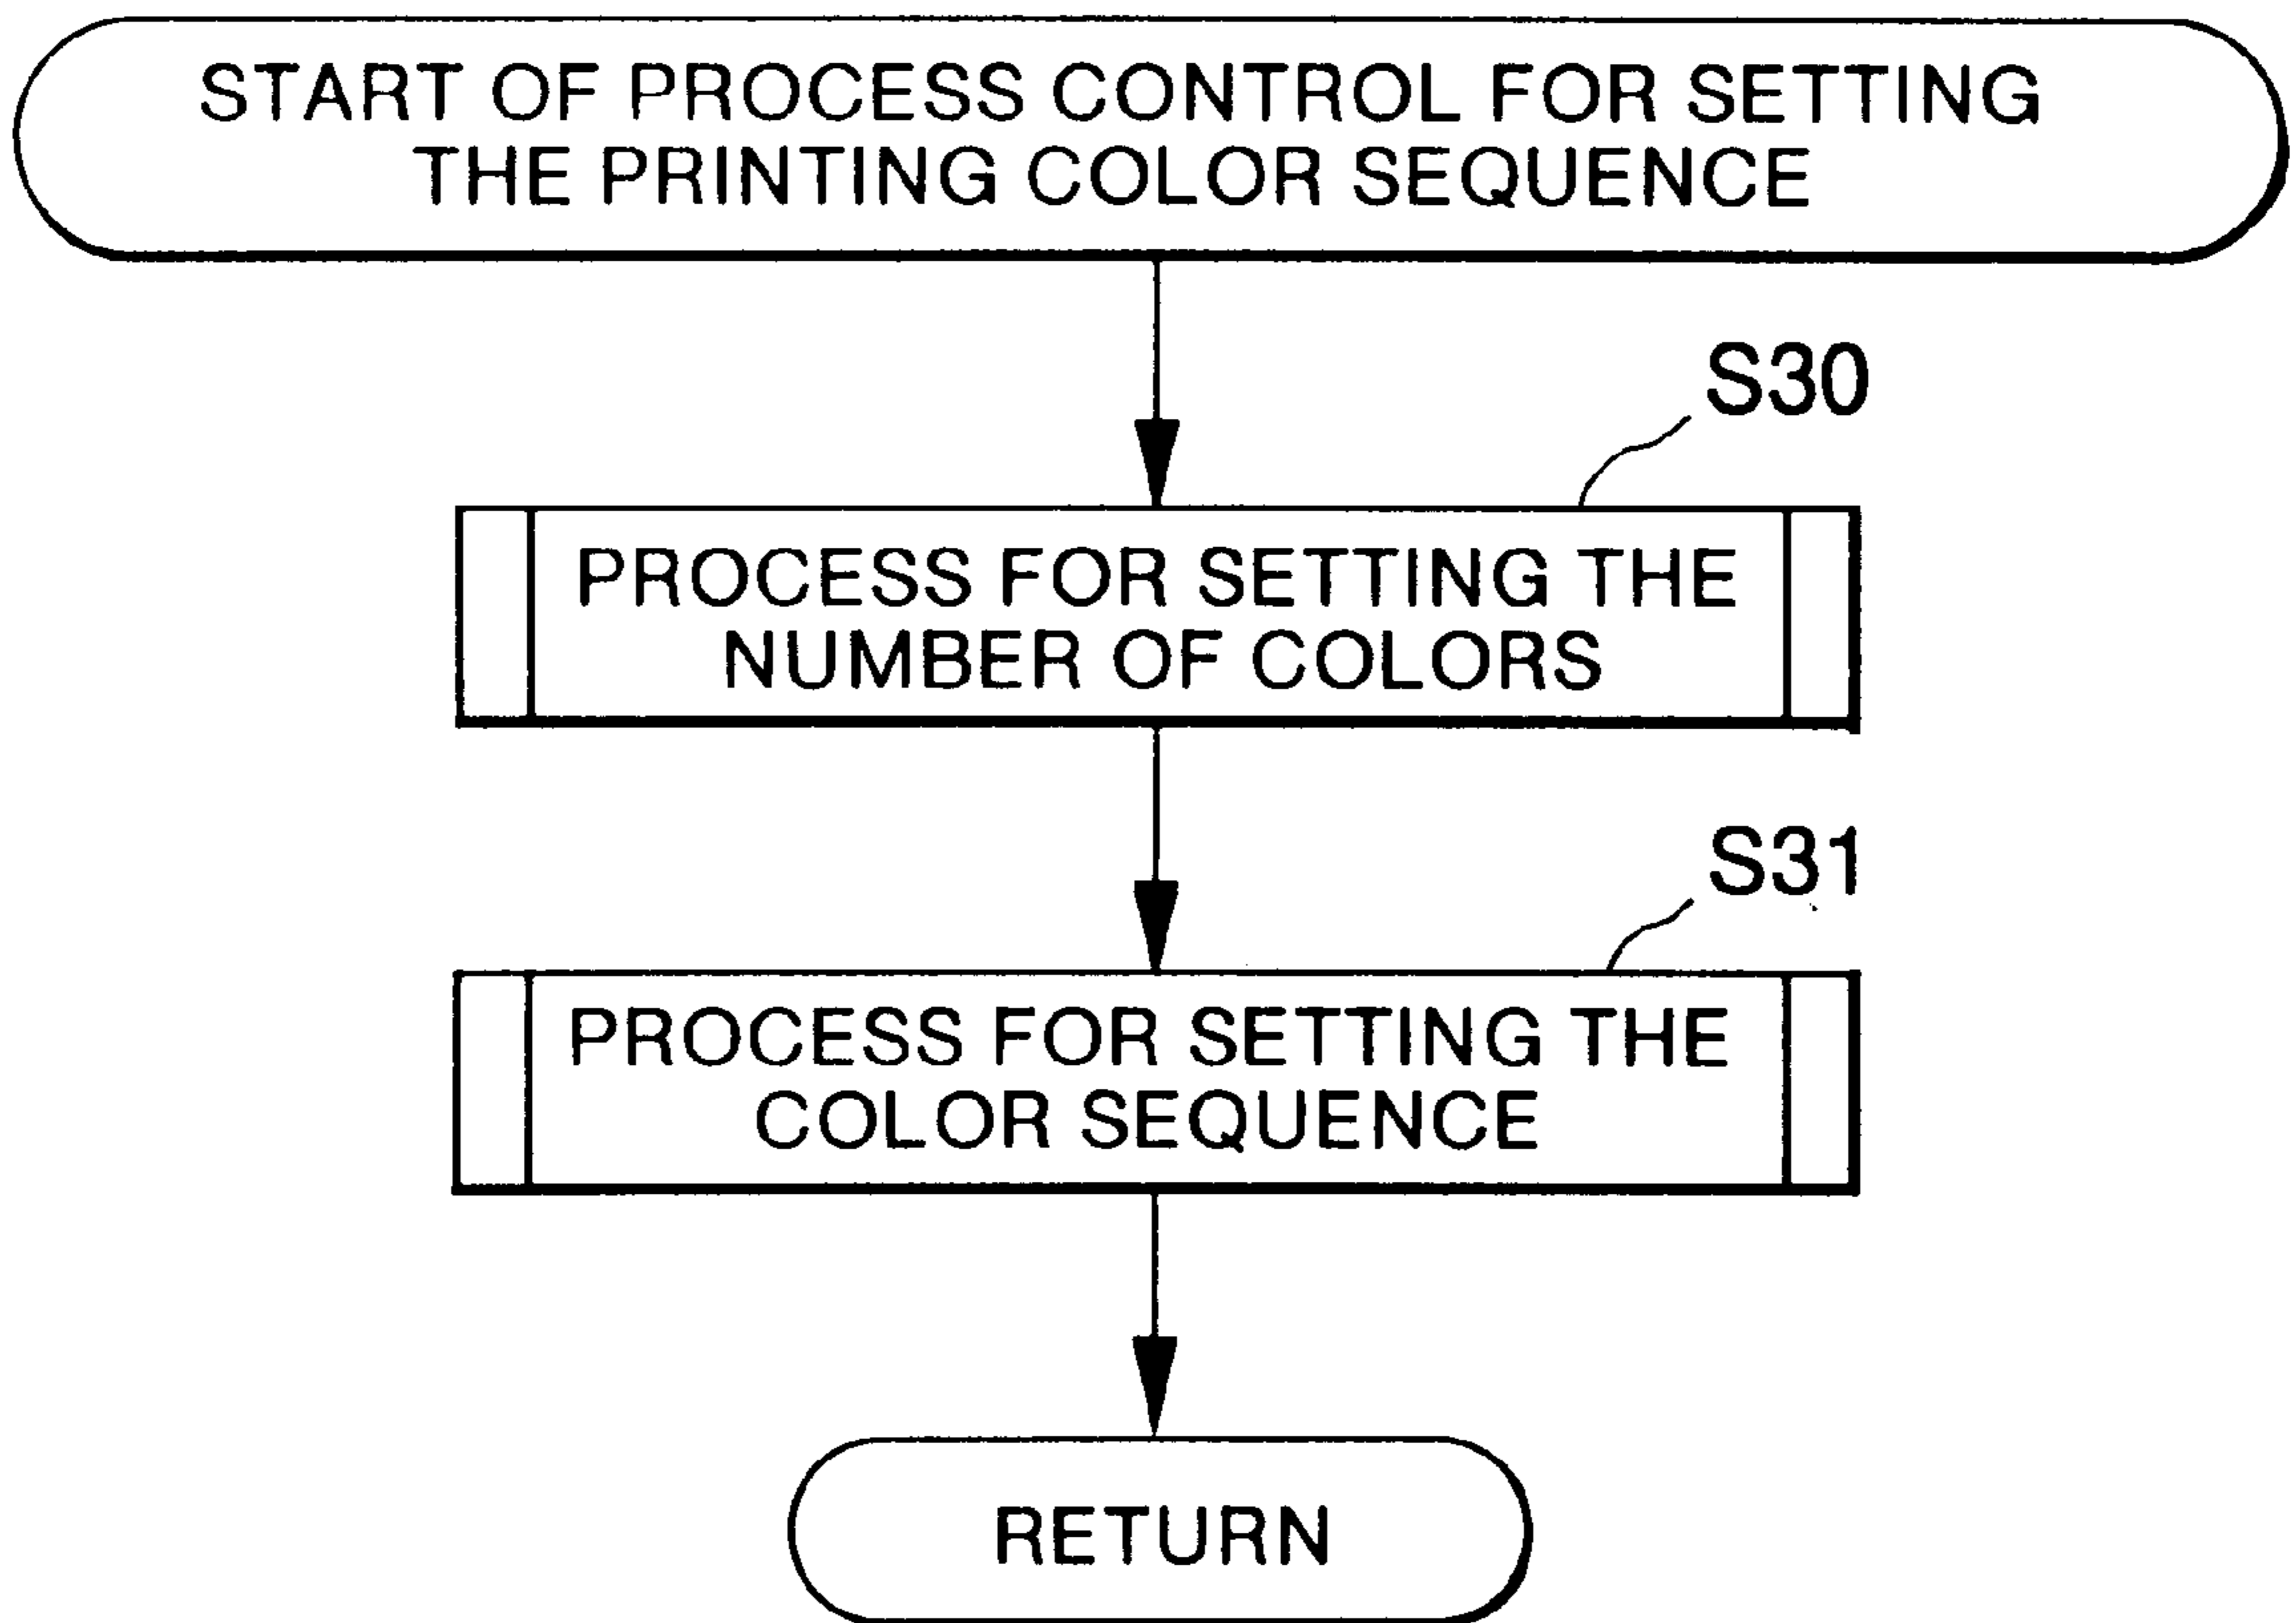 START OF PROCESS CONTROL FOR SETTING
THE PRINTING COLOR SEQUENCE
S30
PROCESS FOR SETTING THE
NUMBER OF COLORS
S31
PROCESS FOR SETTING THE
COLOR SEQUENCE
RETURN